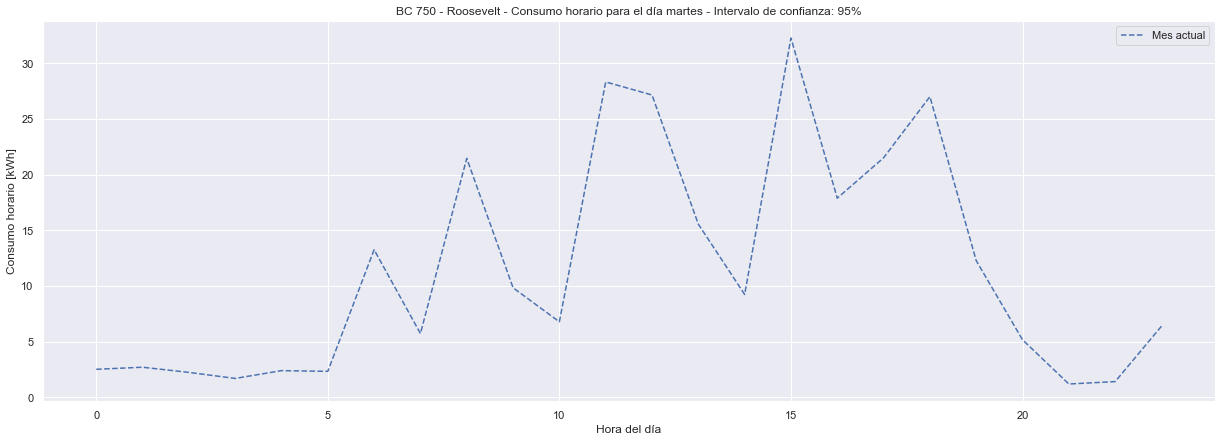 BC 750 - Roosevelt - Consumo horario para el día martes - Intervalo de confianza: 95%
Mes actual
Consumo horario [kWh]
30
25
20
15
10
5
0
0 5 10 15 20
Hora del día